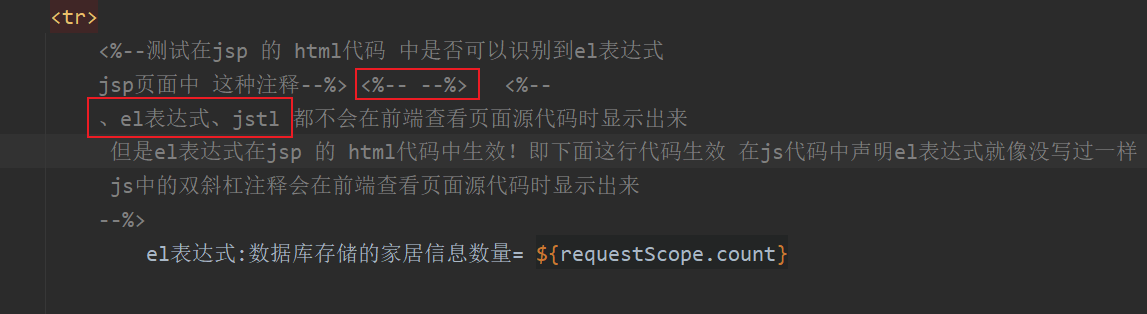 <tr>
<%--测试在jsp 的 html代码 中是否可以识别到el表达式
jsp页面中 这种注释--%> <%-- --%> <%--
、el表达式、jstl 都不会在前端查看页面源代码时显示出来
但是el表达式在jsp 的 html代码中生效！即下面这行代码生效 在js代码中声明el表达式就像没写过一样
js中的双斜杠注释会在前端查看页面源代码时显示出来
--%>
el表达式:数据库存储的家居信息数量= ${requestScope.count}